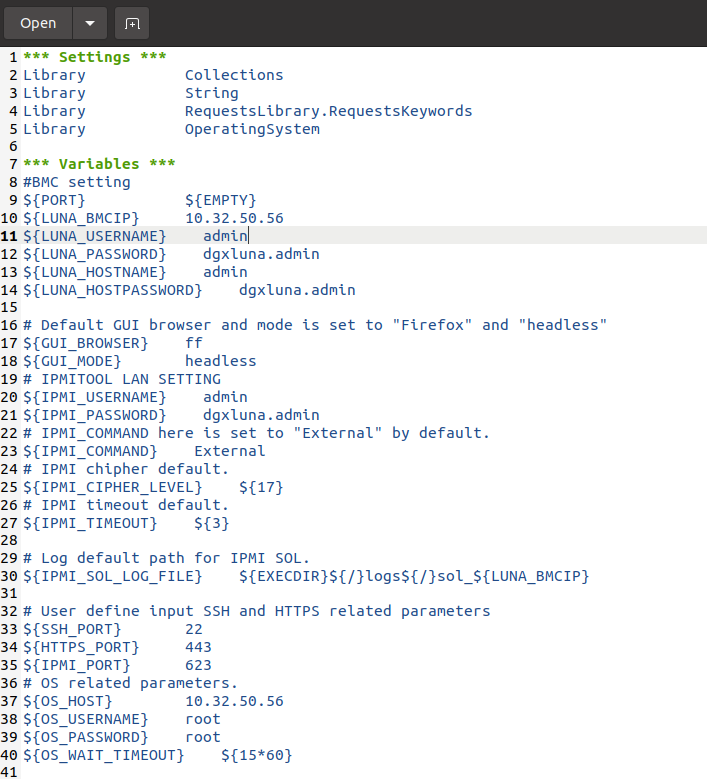 Open
1 *** Settings ***
2 Library           Collections
3 Library           String
4 Library           RequestsLibrary.RequestsKeywords
5 Library           OperatingSystem
6
7 *** Variables ***
8 #BMC setting
9 ${PORT}           ${EMPTY}
10 ${LUNA_BMCIP}     10.32.50.56
11 ${LUNA_USERNAME}    admin
12 ${LUNA_PASSWORD}    dgxluna.admin
13 ${LUNA_HOSTNAME}    admin
14 ${LUNA_HOSTPASSWORD}    dgxluna.admin
15
16 # Default GUI browser and mode is set to "Firefox" and "headless"
17 ${GUI_BROWSER}    ff
18 ${GUI_MODE}       headless
19 # IPMITOOL LAN SETTING
20 ${IPMI_USERNAME}    admin
21 ${IPMI_PASSWORD}    dgxluna.admin
22 # IPMI_COMMAND here is set to "External" by default.
23 ${IPMI_COMMAND}    External
24 # IPMI chipher default.
25 ${IPMI_CIPHER_LEVEL}    ${17}
26 # IPMI timeout default.
27 ${IPMI_TIMEOUT}    ${3}
28
29 # Log default path for IPMI SOL.
30 ${IPMI_SOL_LOG_FILE}    ${EXECDIR}${/}logs${/}sol_${LUNA_BMCIP}
31
32 # User define input SSH and HTTPS related parameters
33 ${SSH_PORT}       22
34 ${HTTPS_PORT}     443
35 ${IPMI_PORT}      623
36 # OS related parameters.
37 ${OS_HOST}        10.32.50.56
38 ${OS_USERNAME}    root
39 ${OS_PASSWORD}    root
40 ${OS_WAIT_TIMEOUT}    ${15*60}
41